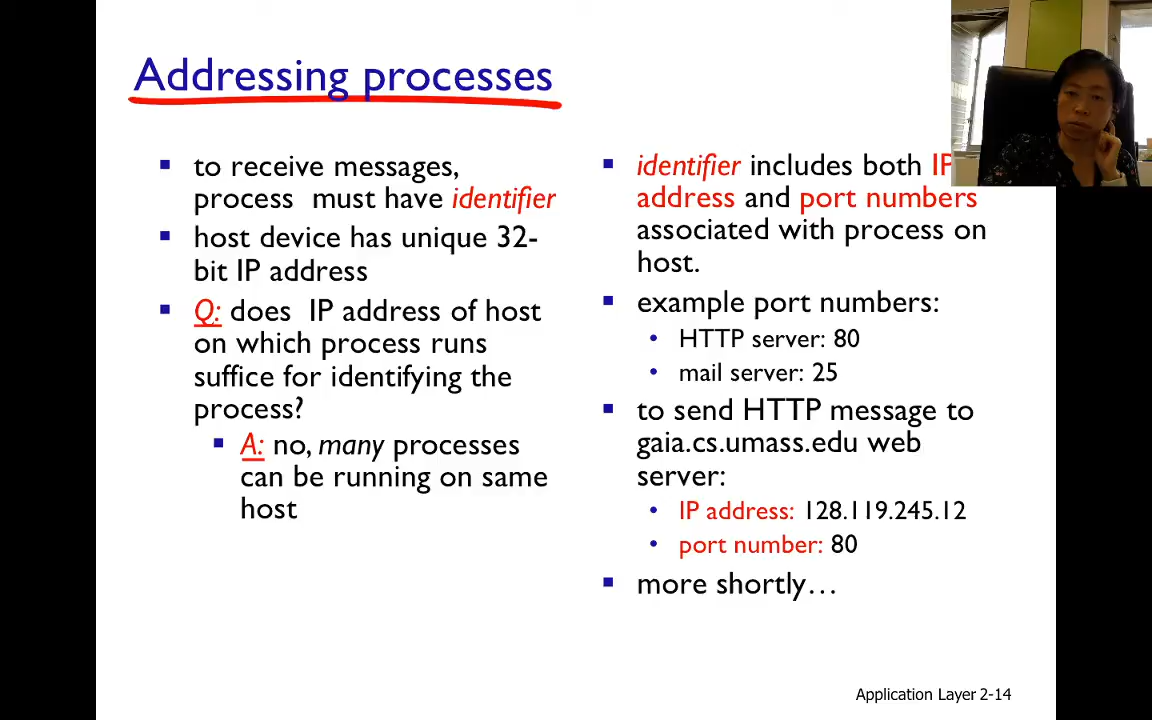 Addressing processes
to receive messages,
process must have identifier
host device has unique 32-
bit IP address
Q: does IP address of host
on which process runs
suffice for identifying the
process?
A: no, many processes
can be running on same
host
identifier includes both IP
address and port numbers
associated with process on
host.
example port numbers:
HTTP server: 80
mail server: 25
to send HTTP message to
gaia.cs.umass.edu web
server:
IP address: 128.119.245.12
port number: 80
more shortly…
Application Layer 2-14